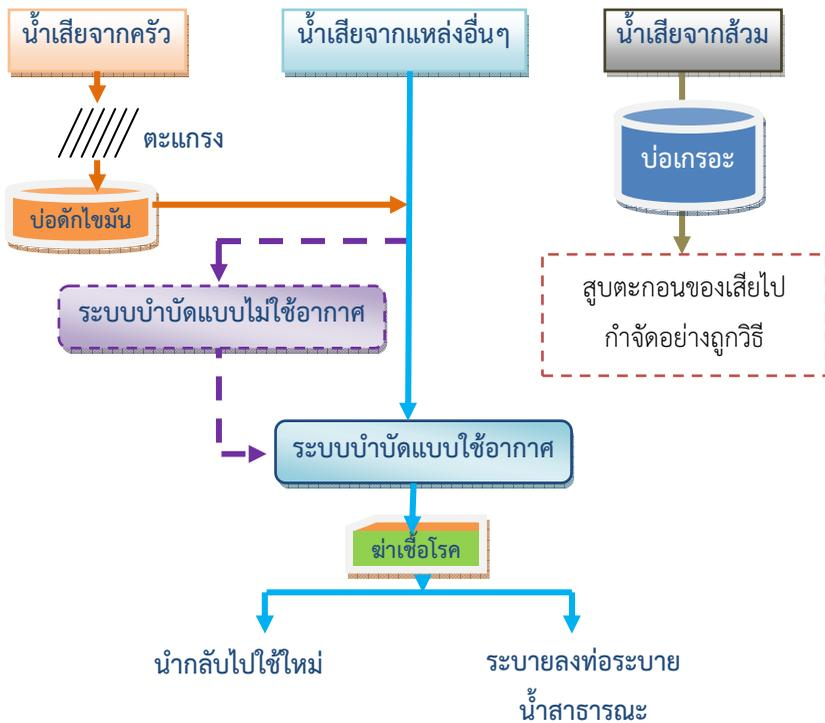 น้ำเสียจากครัว
น้ำเสียจากแหล่งอื่นๆ
น้ำเสียจากส้วม
ตะแกรง
บ่อเกรอะ
บ่อดักไขมัน
สูบตะกอนของเสียไป
กำจัดอย่างถูกวิธี
ระบบบำบัดแบบไม่ใช้อากาศ
ระบบบำบัดแบบใช้อากาศ
ฆ่าเชื้อโรค
นำกลับไปใช้ใหม่
ระบายลงท่อระบาย
น้ำสาธารณะ